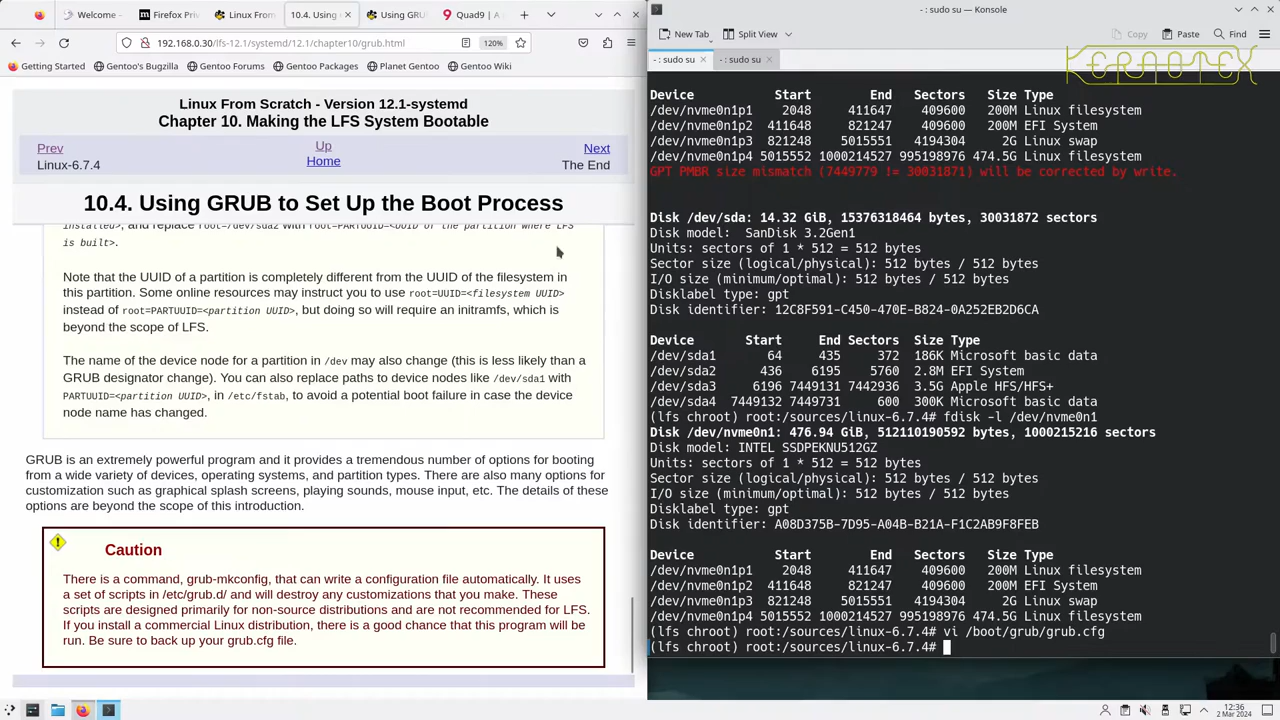 Welcome –
Firefox Priv
Linux From
10.4. Using
Using GRU
Quad9 | A
192.168.0.30/lfs-12.1/systemd/12.1/chapter10/grub.html
120%
Getting Started
Gentoo's Bugzilla
Gentoo Forums
Gentoo Packages
Planet Gentoo
Gentoo Wiki
Linux From Scratch - Version 12.1-systemd
Chapter 10. Making the LFS System Bootable
Prev
Up
Next
Linux-6.7.4
Home
The End
10.4. Using GRUB to Set Up the Boot Process
installed>, and replace root=/dev/sda2 with root=PARTUUID=<UUID of the partition where LFS
is built>.
Note that the UUID of a partition is completely different from the UUID of the filesystem in
this partition. Some online resources may instruct you to use root=UUID=<filesystem UUID>
instead of root=PARTUUID=<partition UUID>, but doing so will require an initramfs, which is
beyond the scope of LFS.
The name of the device node for a partition in /dev may also change (this is less likely than a
GRUB designator change). You can also replace paths to device nodes like /dev/sda1 with
PARTUUID=<partition UUID>, in /etc/fstab, to avoid a potential boot failure in case the device
node name has changed.
GRUB is an extremely powerful program and it provides a tremendous number of options for booting
from a wide variety of devices, operating systems, and partition types. There are also many options for
customization such as graphical splash screens, playing sounds, mouse input, etc. The details of these
options are beyond the scope of this introduction.
Caution
There is a command, grub-mkconfig, that can write a configuration file automatically. It uses
a set of scripts in /etc/grub.d/ and will destroy any customizations that you make. These
scripts are designed primarily for non-source distributions and are not recommended for LFS.
If you install a commercial Linux distribution, there is a good chance that this program will be
run. Be sure to back up your grub.cfg file.
- : sudo su — Konsole
New Tab
Split View
Copy
Paste
Find
- : sudo su
- : sudo su
KERNOTEX
Device Start End Sectors Size Type
/dev/nvme0n1p1 2048 411647 409600 200M Linux filesystem
/dev/nvme0n1p2 411648 821247 409600 200M EFI System
/dev/nvme0n1p3 821248 5015551 4194304 2G Linux swap
/dev/nvme0n1p4 5015552 1000214527 995198976 474.5G Linux filesystem
GPT PMBR size mismatch (7449779 != 30031871) will be corrected by write.
Disk /dev/sda: 14.32 GiB, 15376318464 bytes, 30031872 sectors
Disk model: SanDisk 3.2Gen1
Units: sectors of 1 * 512 = 512 bytes
Sector size (logical/physical): 512 bytes / 512 bytes
I/O size (minimum/optimal): 512 bytes / 512 bytes
Disklabel type: gpt
Disk identifier: 12C8F591-C450-470E-B824-0A252EB2D6CA
Device Start End Sectors Size Type
/dev/sda1 64 435 372 186K Microsoft basic data
/dev/sda2 436 6195 5760 2.8M EFI System
/dev/sda3 6196 7449131 7442936 3.5G Apple HFS/HFS+
/dev/sda4 7449132 7449731 600 300K Microsoft basic data
(lfs chroot) root:/sources/linux-6.7.4# fdisk -l /dev/nvme0n1
Disk /dev/nvme0n1: 476.94 GiB, 512110190592 bytes, 1000215216 sectors
Disk model: INTEL SSDPEKNU512GZ
Units: sectors of 1 * 512 = 512 bytes
Sector size (logical/physical): 512 bytes / 512 bytes
I/O size (minimum/optimal): 512 bytes / 512 bytes
Disklabel type: gpt
Disk identifier: A08D375B-7D95-A04B-B21A-F1C2AB9F8FEB
Device Start End Sectors Size Type
/dev/nvme0n1p1 2048 411647 409600 200M Linux filesystem
/dev/nvme0n1p2 411648 821247 409600 200M EFI System
/dev/nvme0n1p3 821248 5015551 4194304 2G Linux swap
/dev/nvme0n1p4 5015552 1000214527 995198976 474.5G Linux filesystem
(lfs chroot) root:/sources/linux-6.7.4# vi /boot/grub/grub.cfg
(lfs chroot) root:/sources/linux-6.7.4#
12:36
2 Mar 2024